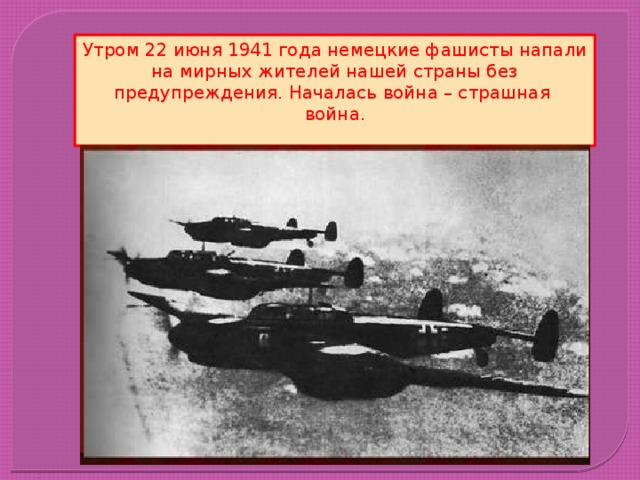 Утром 22 июня 1941 года немецкие фашисты напали
на мирных жителей нашей страны без
предупреждения. Началась война – страшная
война.